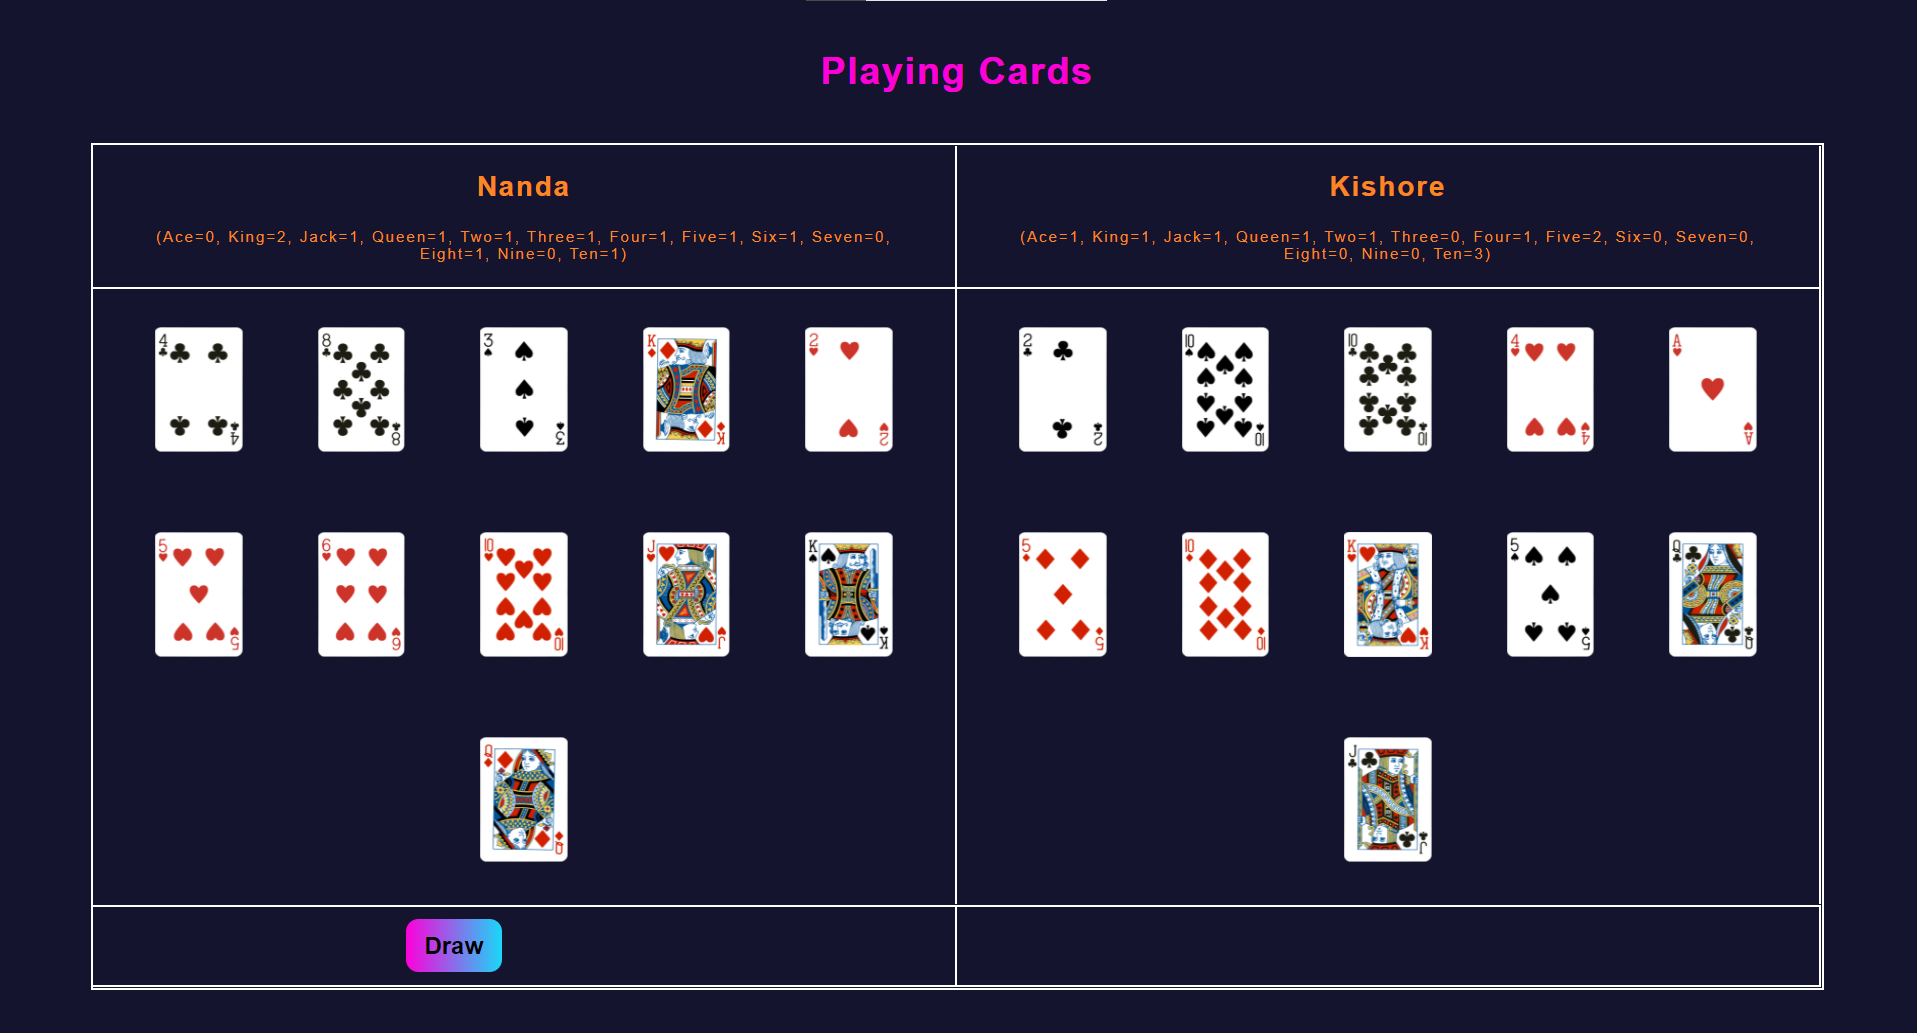 Playing Cards
Nanda
(Ace=0, King=2, Jack=1, Queen=1, Two=1, Three=1, Four=1, Five=1, Six=1, Seven=0,
Eight=1, Nine=0, Ten=1)
4 8 3 K 2
4 8 3 K 2
5 6 10 J K
5 6 10 J K
Q
Q
Kishore
(Ace=1, King=1, Jack=1, Queen=1, Two=1, Three=0, Four=1, Five=2, Six=0, Seven=0,
Eight=0, Nine=0, Ten=3)
2 10 10 4 A
2 10 10 4 A
5 10 K 5 Q
5 10 K 5 Q
J
J
Draw